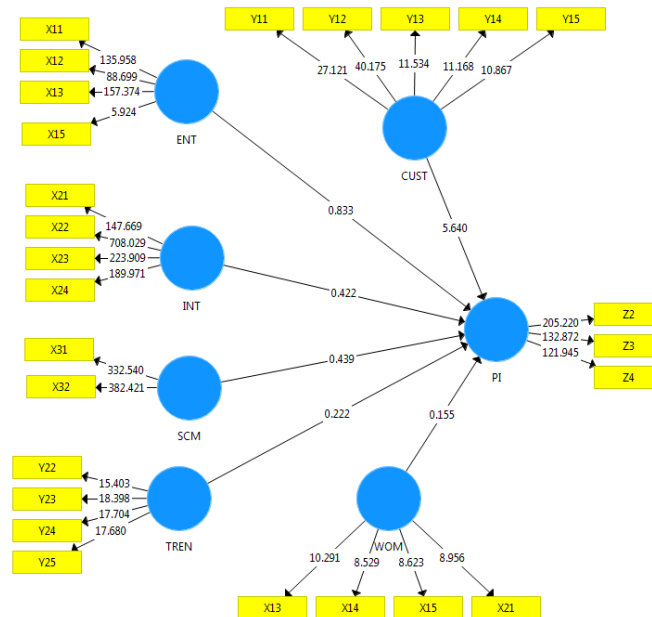 Y11 Y12 Y13 Y14 Y15
X11
X12
X13
X15
135.958
88.699
157.374
5.924
ENT
27.121
40.175
11.534
11.168
10.867
CUST
X21
X22
X23
X24
147.669
708.029
223.909
189.971
INT
0.833
5.640
0.422
X31
X32
332.540
382.421
SCM
0.439
0.222
Z2
Z3
Z4
205.220
132.872
121.945
PI
Y22
Y23
Y24
Y25
15.403
18.398
17.704
17.680
TREN
0.155
WOM
10.291
8.529
8.623
8.956
X13 X14 X15 X21